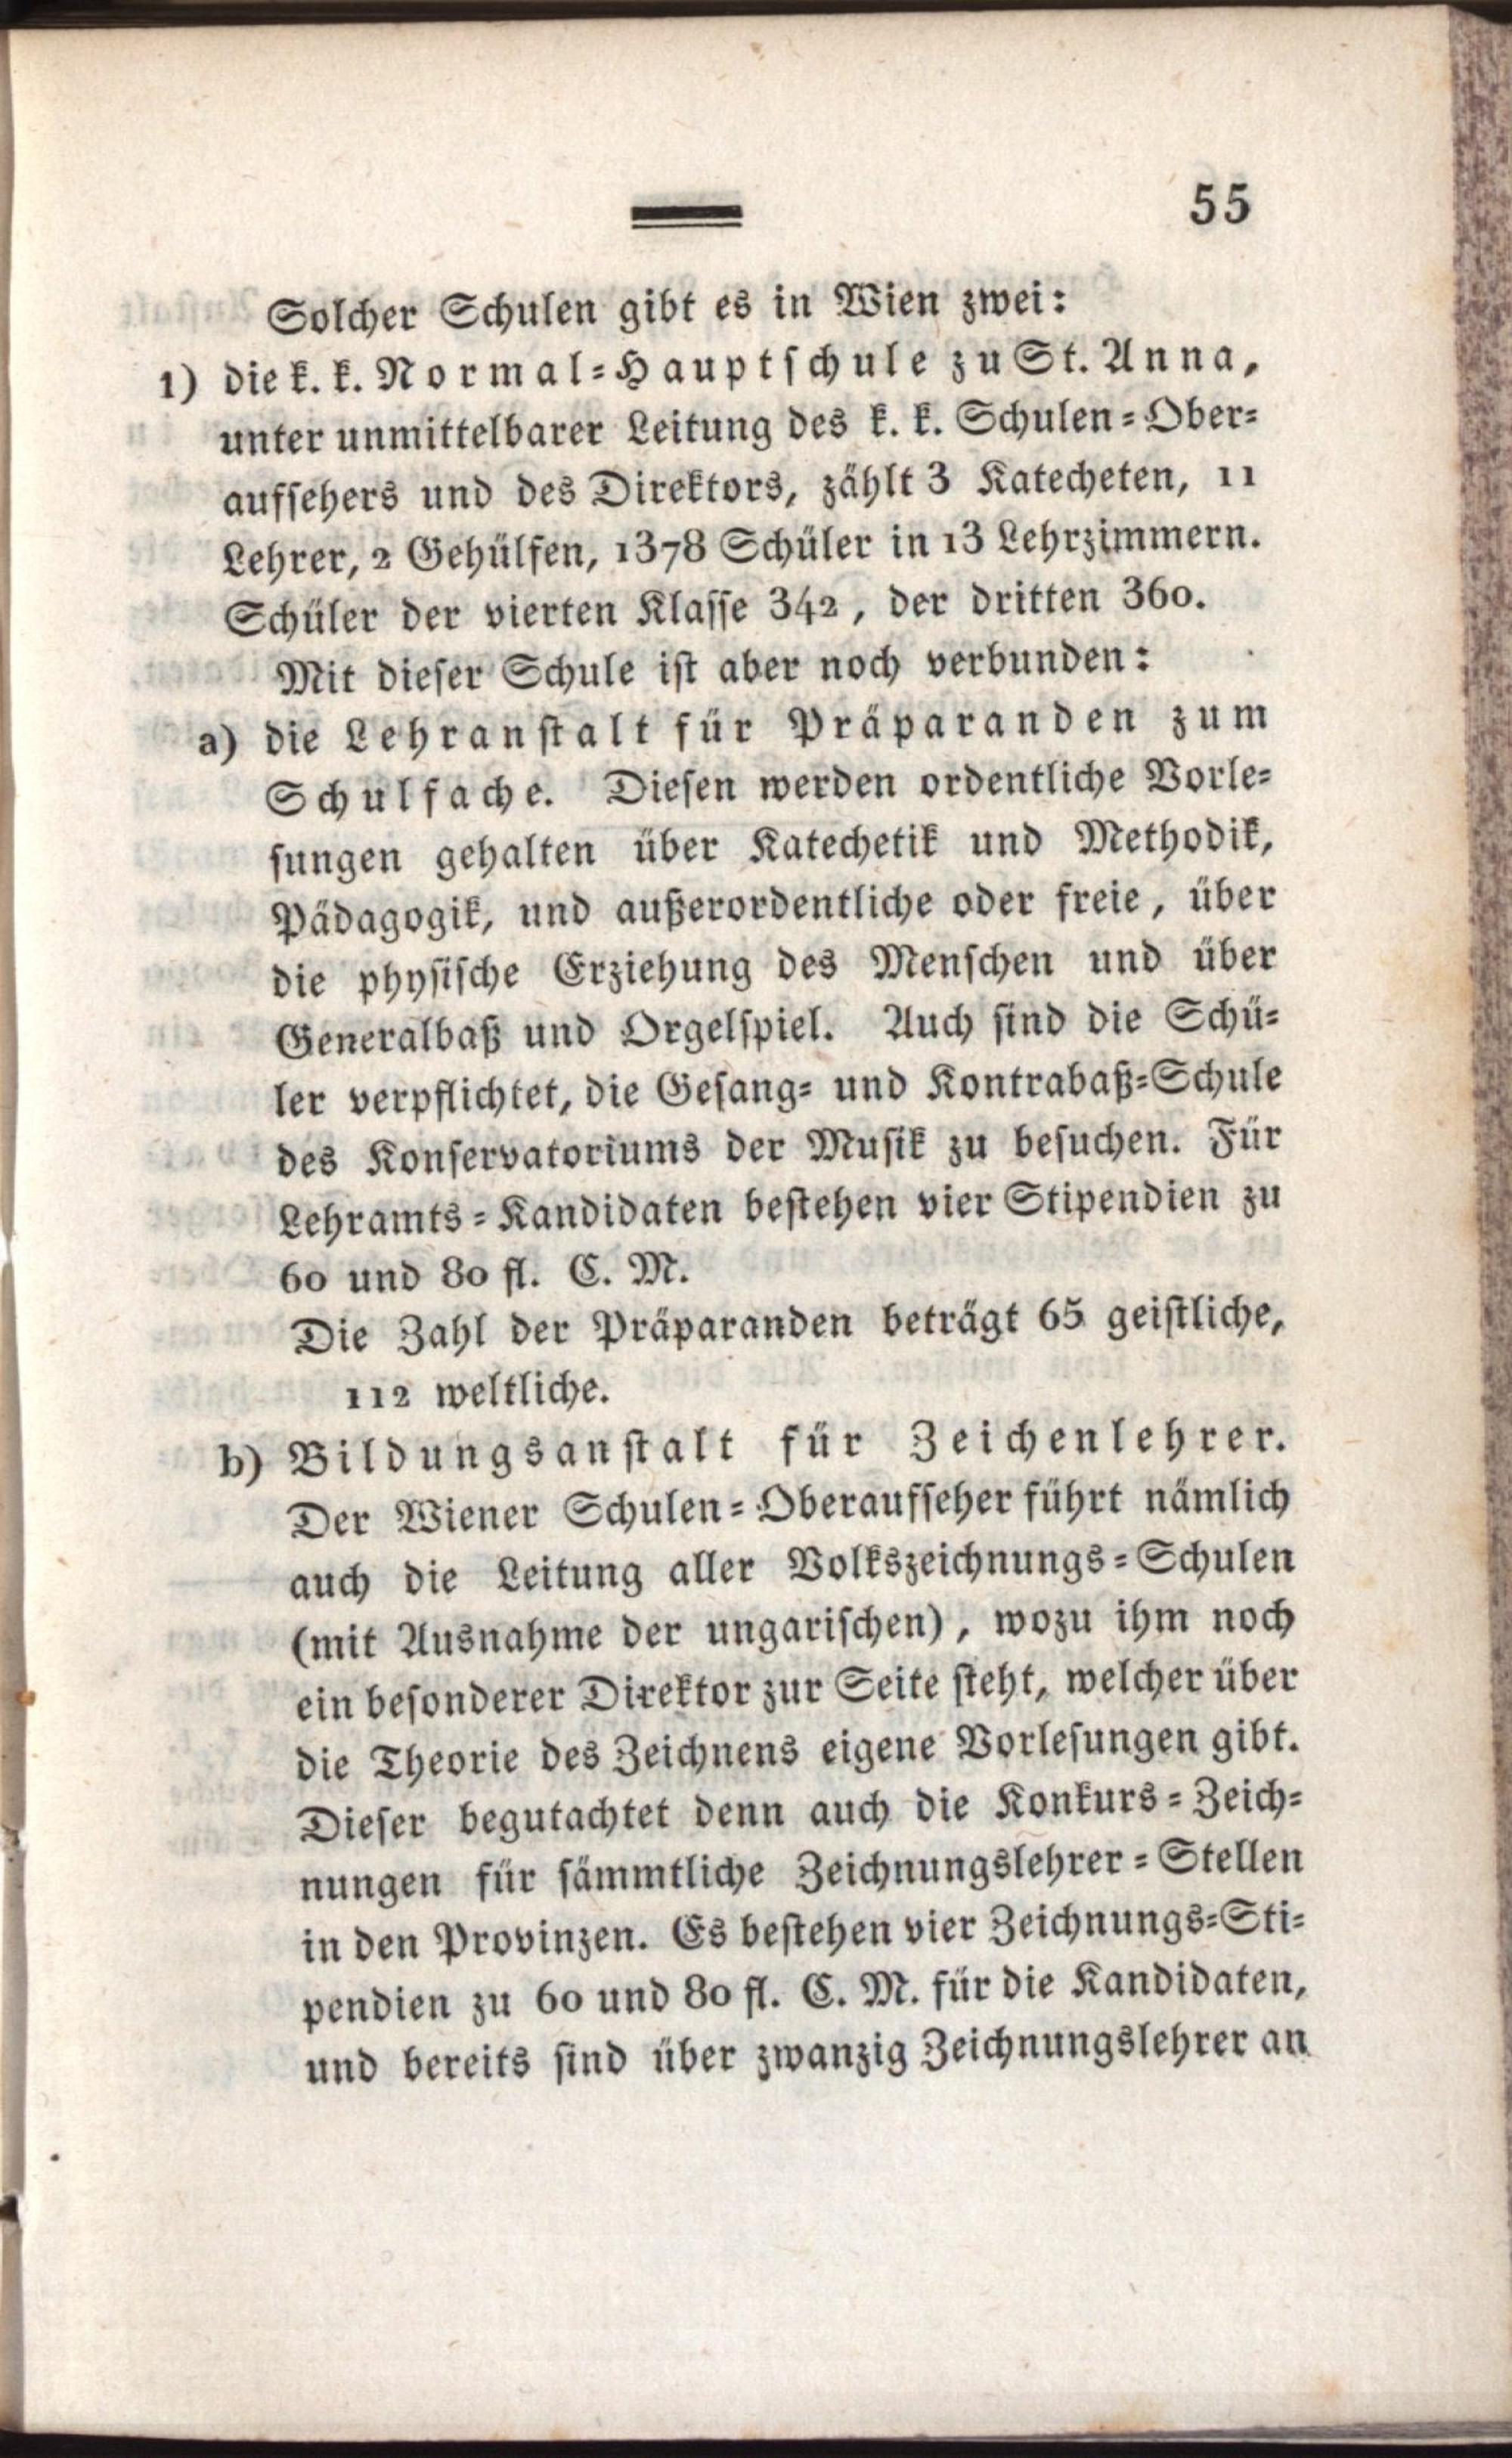 55
Solcher Schulen gibt es in Wien zwei:
1) die k. k. Normal-Hauptschule zu St. Anna,
unter unmittelbarer Leitung des k. k. Schulen-Ober-
aufsehers und des Direktors, zählt 3 Katecheten, 11
Lehrer, 2 Gehülfen, 1378 Schüler in 13 Lehrzimmern.
Schüler der vierten Klasse 342, der dritten 360.
Mit dieser Schule ist aber noch verbunden:
a) die Lehranstalt für Präparanden zum
Schulfache. Diesen werden ordentliche Vorle-
sungen gehalten über Katechetik und Methodik,
Pädagogik, und außerordentliche oder freie, über
die physische Erziehung des Menschen und über
Generalbaß und Orgelspiel. Auch sind die Schü-
ler verpflichtet, die Gesang- und Kontrabaß-Schule
des Konservatoriums der Musik zu besuchen. Für
Lehramts-Kandidaten bestehen vier Stipendien zu
60 und 80 fl. C. M.
Die Zahl der Präparanden beträgt 65 geistliche,
112 weltliche.
b) Bildungsanstalt für Zeichenlehrer.
Der Wiener Schulen-Oberaufseher führt nämlich
auch die Leitung aller Volkszeichnungs-Schulen
(mit Ausnahme der ungarischen), wozu ihm noch
ein besonderer Direktor zur Seite steht, welcher über
die Theorie des Zeichnens eigene Vorlesungen gibt.
Dieser begutachtet denn auch die Konkurs-Zeich-
nungen für sämmtliche Zeichnungslehrer-Stellen
in den Provinzen. Es bestehen vier Zeichnungs-Sti-
pendien zu 60 und 80 fl. C. M. für die Kandidaten,
und bereits sind über zwanzig Zeichnungslehrer an